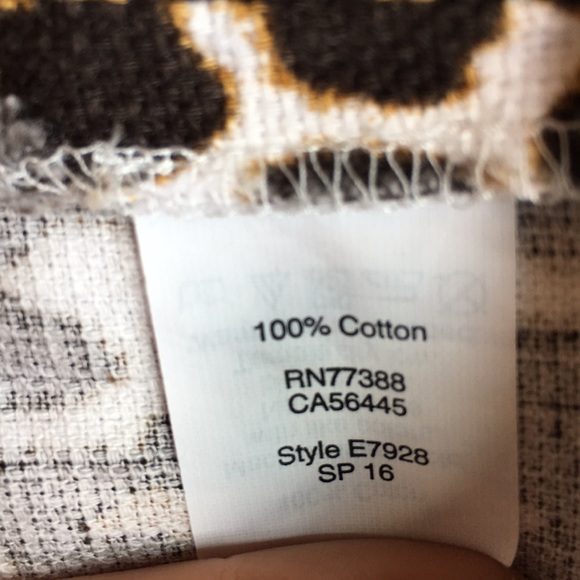 100% Cotton
RN77388
CA56445
Style E7928
SP 16